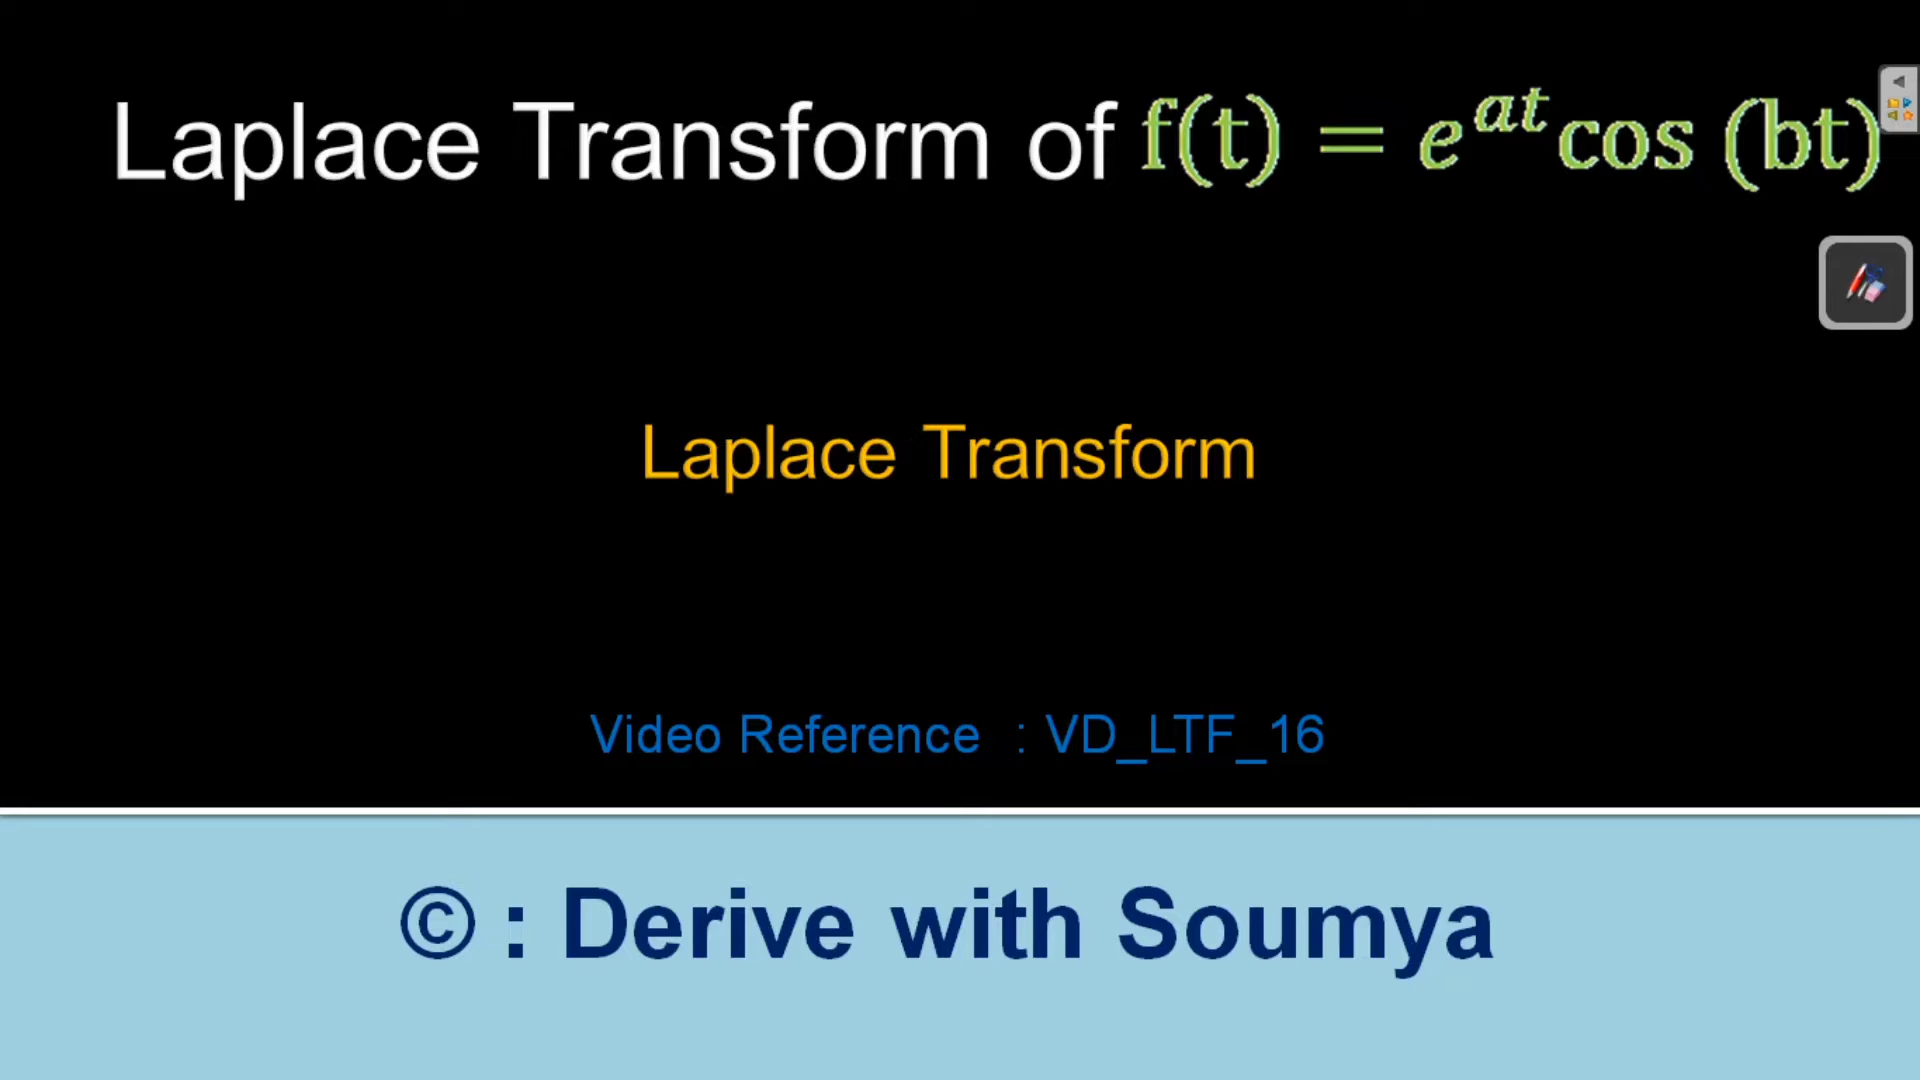 Laplace Transform of f(t) = e^{at}cos (bt)
Laplace Transform
Video Reference : VD_LTF_16
© : Derive with Soumya